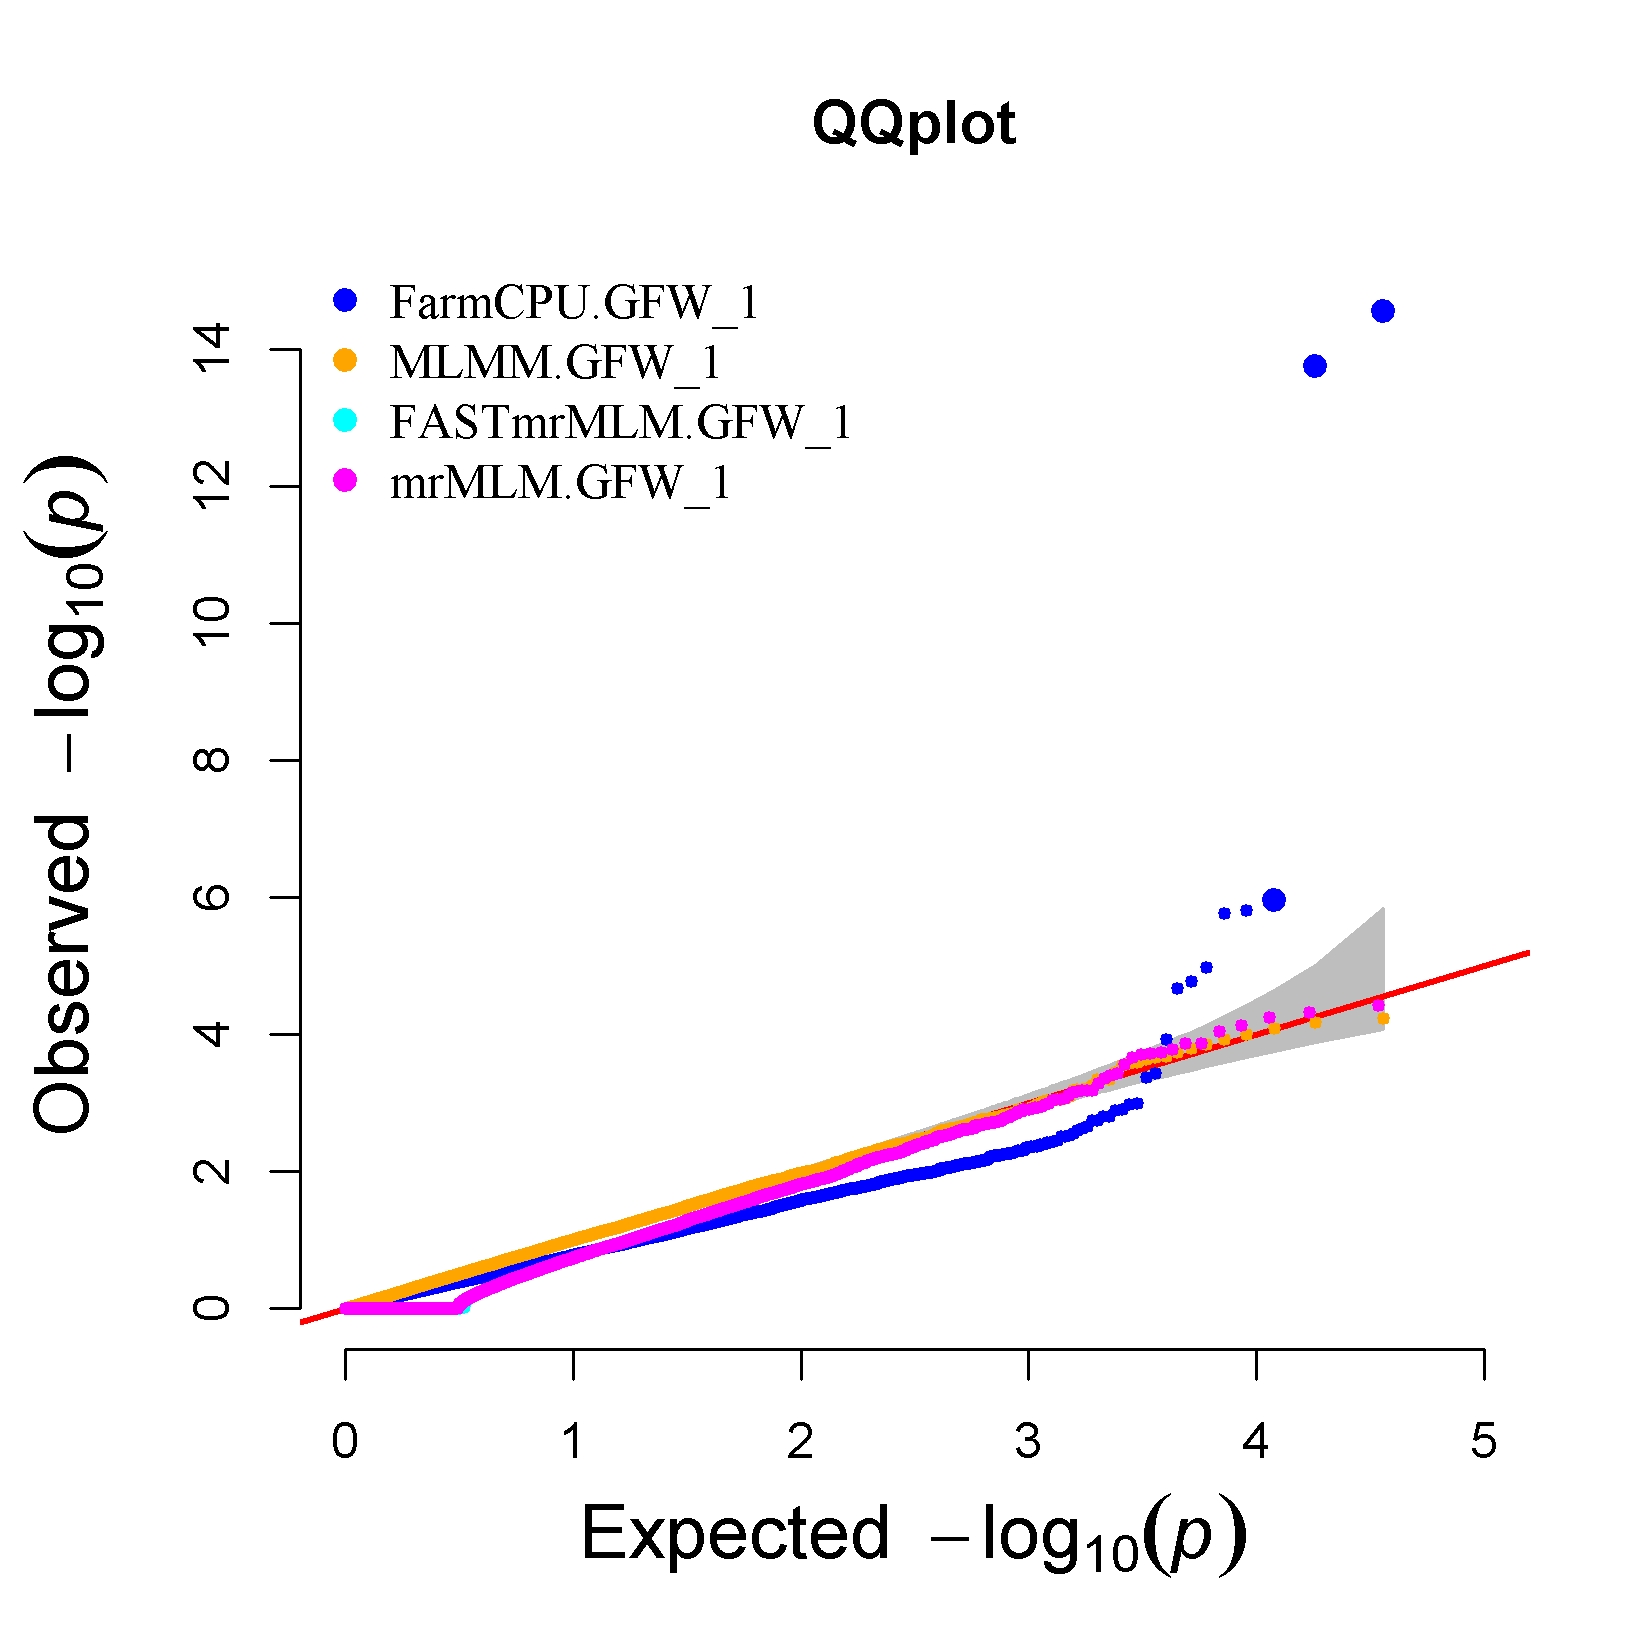 QQplot
FarmCPU.GFW_1
MLMM.GFW_1
FASTmrMLM.GFW_1
mrMLM.GFW_1
Observed −log10(p)
14
12
10
8
6
4
2
0
0 1 2 3 4 5
Expected −log10(p)